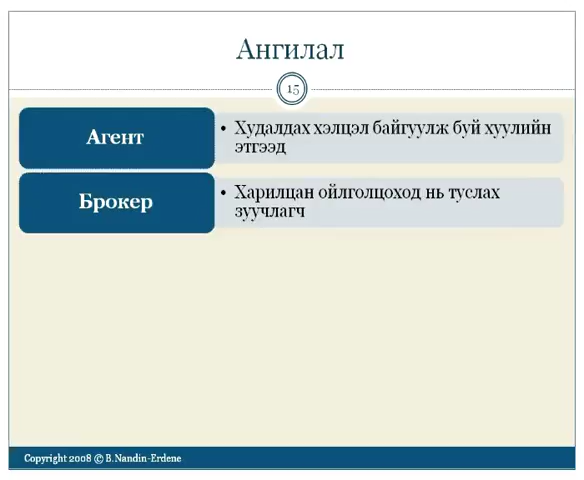 Ангилал
15
Агент
• Худалдах хэлцэл байгуулж буй хуулийн
этгээд
Брокер
• Харилцан ойлголцоход нь туслах
зуучлагч
Copyright 2008 © B.Nandin-Erdene